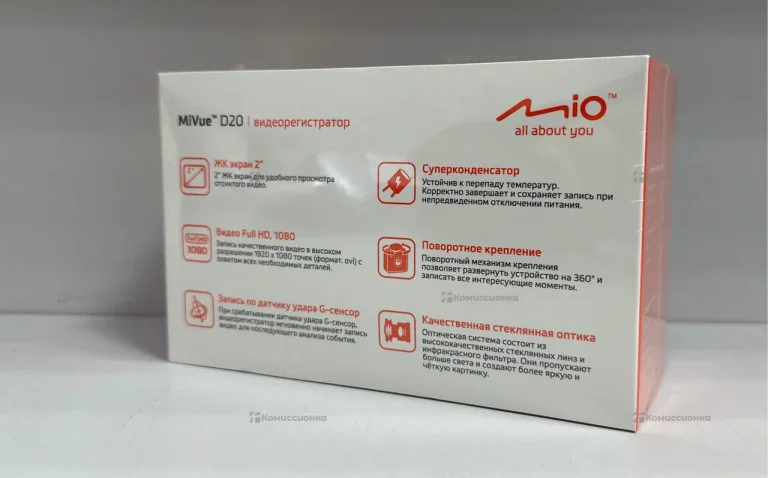 MiVue™ D20 | видеорегистратор
MiO™
all about you
2"
ЖК экран 2"
2" ЖК экран для удобного просмотра
отснятого видео.
Full HD
1080
Видео Full HD, 1080
Запись качественного видео в высоком
разрешении 1920 x 1080 точек (формат .avi) с
охватом всех необходимых деталей.
Запись по датчику удара G-сенсор
При срабатывании датчика удара G-сенсор,
видеорегистратор мгновенно начинает запись
видео для последующего анализа события.
Суперконденсатор
Устойчив к перепаду температур.
Корректно завершает и сохраняет запись при
непредвиденном отключении питания.
Поворотное крепление
Поворотный механизм крепления
позволяет развернуть устройство на 360° и
записать все интересующие моменты.
Качественная стеклянная оптика
Оптическая система состоит из
высококачественных стеклянных линз и
инфракрасного фильтра. Они пропускают
больше света и создают более яркую и
чёткую картинку.
Комиссионка
Комиссионка
Комиссионка